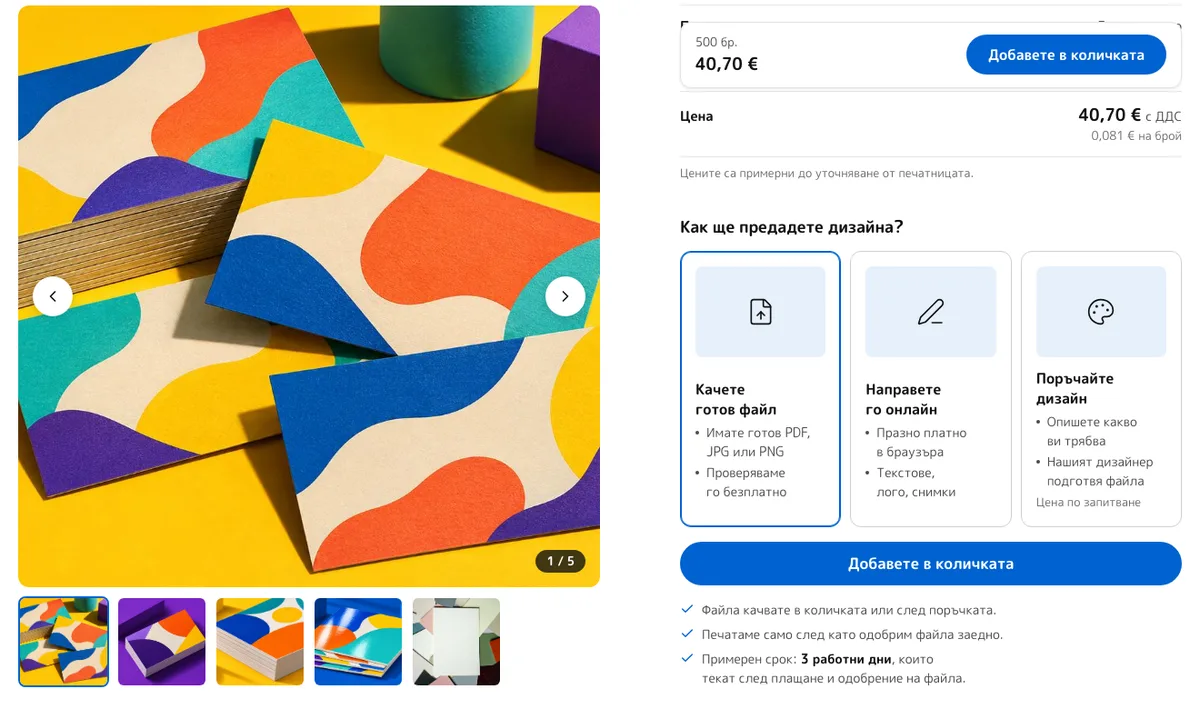 500 бр.
40,70 €
Добавете в количката
Цена
40,70 € с ДДС
0,081 € на брой
Цените са примерни до уточняване от печатницата.
Как ще предадете дизайна?
Качете
готов файл
• Имате готов PDF,
JPG или PNG
• Проверяваме
го безплатно
Направете
го онлайн
• Празно платно
в браузъра
• Текстове,
лого, снимки
Поръчайте
дизайн
• Опишете какво
ви трябва
• Нашият дизайнер
подготвя файла
Цена по запитване
Добавете в количката
Файла качвате в количката или след поръчката.
Печатаме само след като одобрим файла заедно.
Примерен срок: 3 работни дни, които
текат след плащане и одобрение на файла.
1 / 5